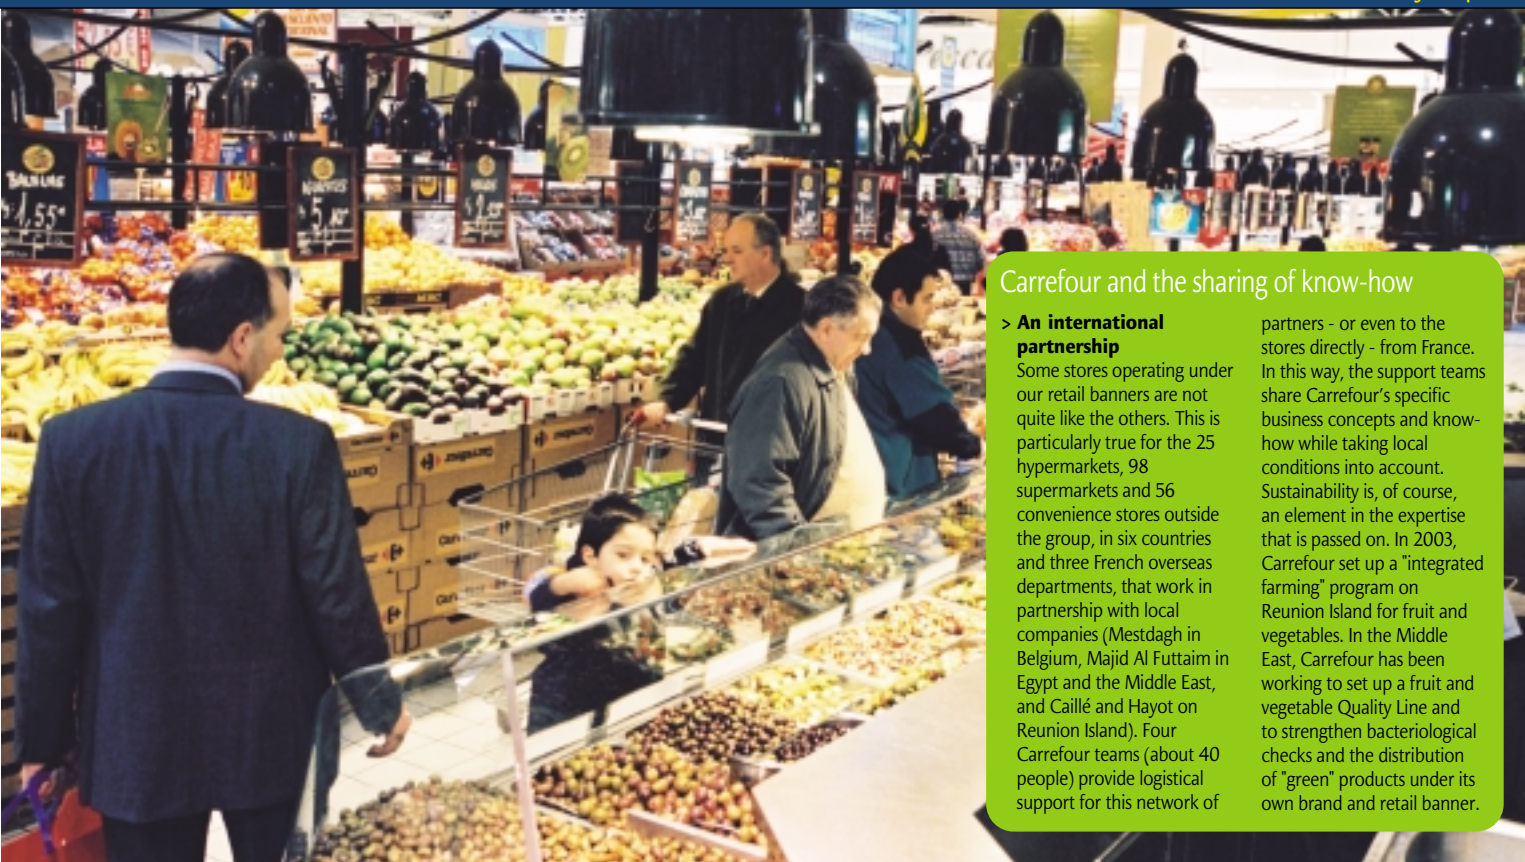 Carrefour and the sharing of know-how
> An international
partnership
Some stores operating under
our retail banners are not
quite like the others. This is
particularly true for the 25
hypermarkets, 98
supermarkets and 56
convenience stores outside
the group, in six countries
and three French overseas
departments, that work in
partnership with local
companies (Mestdagh in
Belgium, Majid Al Futtaim in
Egypt and the Middle East,
and Caillé and Hayot on
Reunion Island). Four
Carrefour teams (about 40
people) provide logistical
support for this network of
partners - or even to the
stores directly - from France.
In this way, the support teams
share Carrefour's specific
business concepts and know-
how while taking local
conditions into account.
Sustainability is, of course,
an element in the expertise
that is passed on. In 2003,
Carrefour set up a "integrated
farming" program on
Reunion Island for fruit and
vegetables. In the Middle
East, Carrefour has been
working to set up a fruit and
vegetable Quality Line and
to strengthen bacteriological
checks and the distribution
of "green" products under its
own brand and retail banner.
1,55€
Carrefour